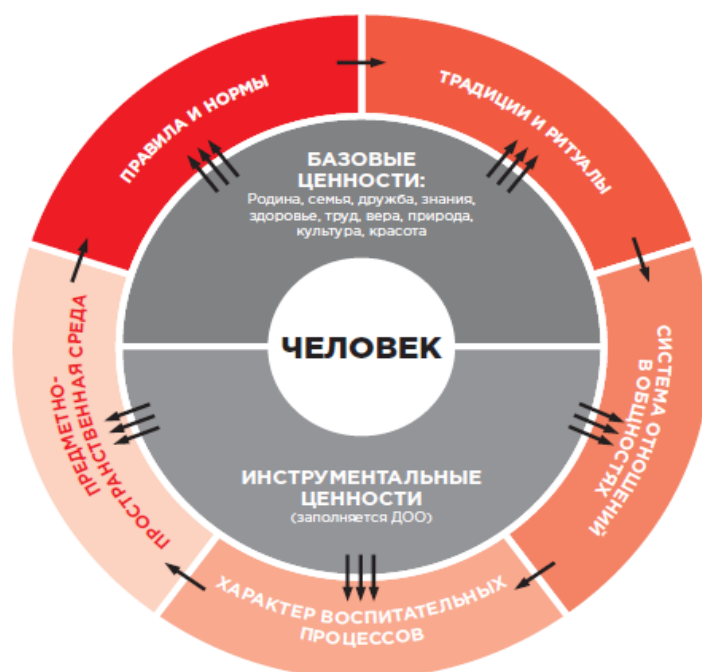 ПРАВИЛА И НОРМЫ
ТРАДИЦИИ И РИТУАЛЫ
БАЗОВЫЕ
ЦЕННОСТИ:
Родина, семья, дружба, знания,
здоровье, труд, вера, природа,
культура, красота
ЧЕЛОВЕК
СИСТЕМА ОТНОШЕНИЙ
В ОБЩНОСТЯХ
ПРЕДМЕТНО-
ПРОСТРАНСТВЕННАЯ СРЕДА
ИНСТРУМЕНТАЛЬНЫЕ
ЦЕННОСТИ
(заполняется ДОО)
ХАРАКТЕР ВОСПИТАТЕЛЬНЫХ
ПРОЦЕССОВ